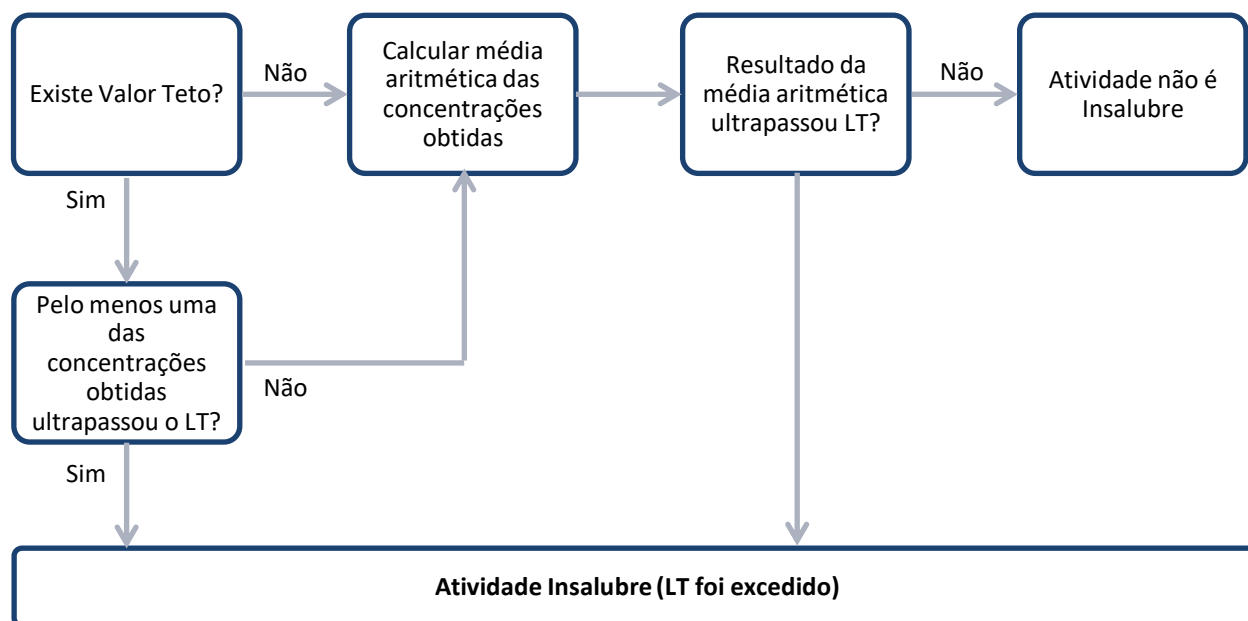 Existe Valor Teto?
Não
Calcular média
aritmética das
concentrações
obtidas
Resultado da
média aritmética
ultrapassou LT?
Não
Atividade não é
Insalubre
Sim
Pelo menos uma
das
concentrações
obtidas
ultrapassou o LT?
Não
Sim
Atividade Insalubre (LT foi excedido)